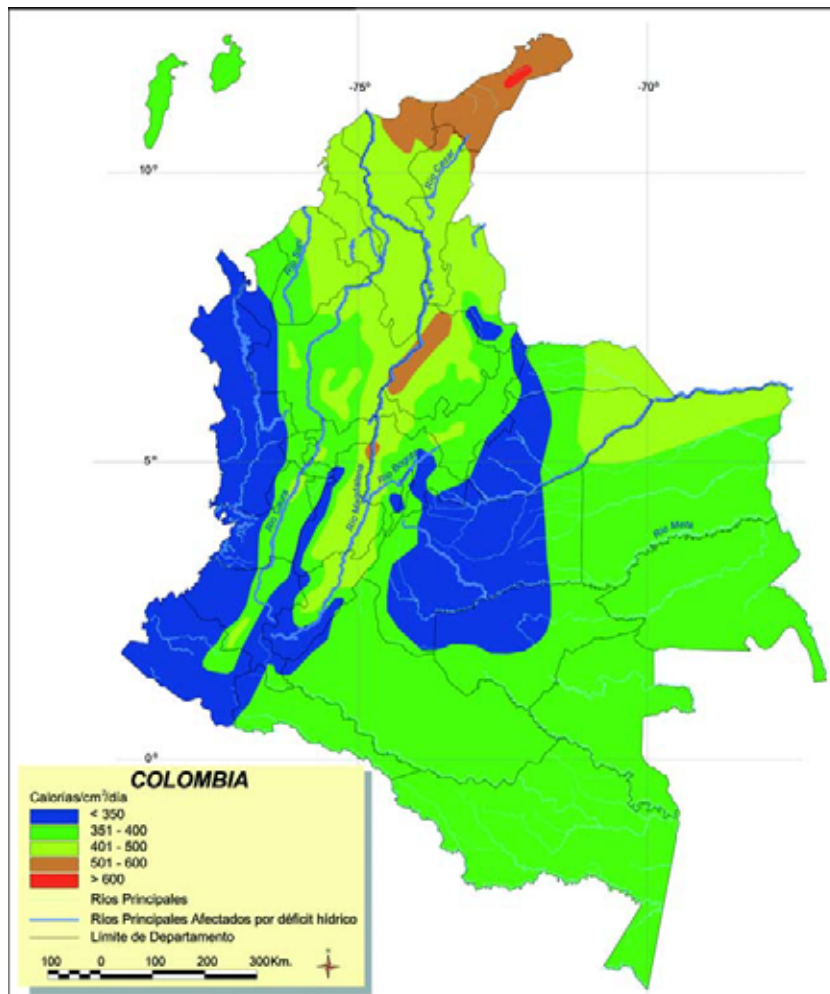 -75°
-70°
10°
Río Cesar
Río Sinú
5°
Río Bogotá
Río Magdalena
Río Cauca
Río Meta
0°
COLOMBIA
Calorías/cm²/día
< 350
351 - 400
401 - 500
501 - 600
> 600
Ríos Principales
Ríos Principales Afectados por déficit hídrico
Límite de Departamento
100 0 100 200 300 Km.